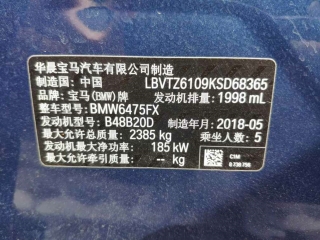 华晨宝马汽车有限公司制造
制造国：中国 LBVTZ6109KSD68365
品牌：宝马(BMW)牌 发动机排量：1998 mL
整车型号：BMW6475FX
发动机型号：B48B20D 制造年月：2018-05
最大允许总质量：2385 kg 乘坐人数：5
发动机最大净功率：185 kW
最大允许牵引质量：-- kg